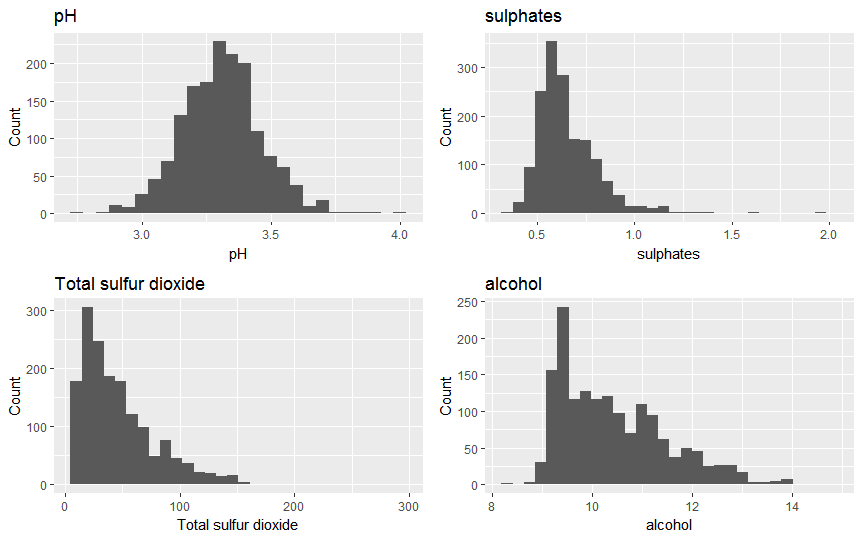 pH
Count
200
150
100
50
0
3.0 3.5 4.0
pH
sulphates
Count
300
200
100
0
0.5 1.0 1.5 2.0
sulphates
Total sulfur dioxide
Count
300
200
100
0
0 100 200 300
Total sulfur dioxide
alcohol
Count
250
200
150
100
50
0
8 10 12 14
alcohol